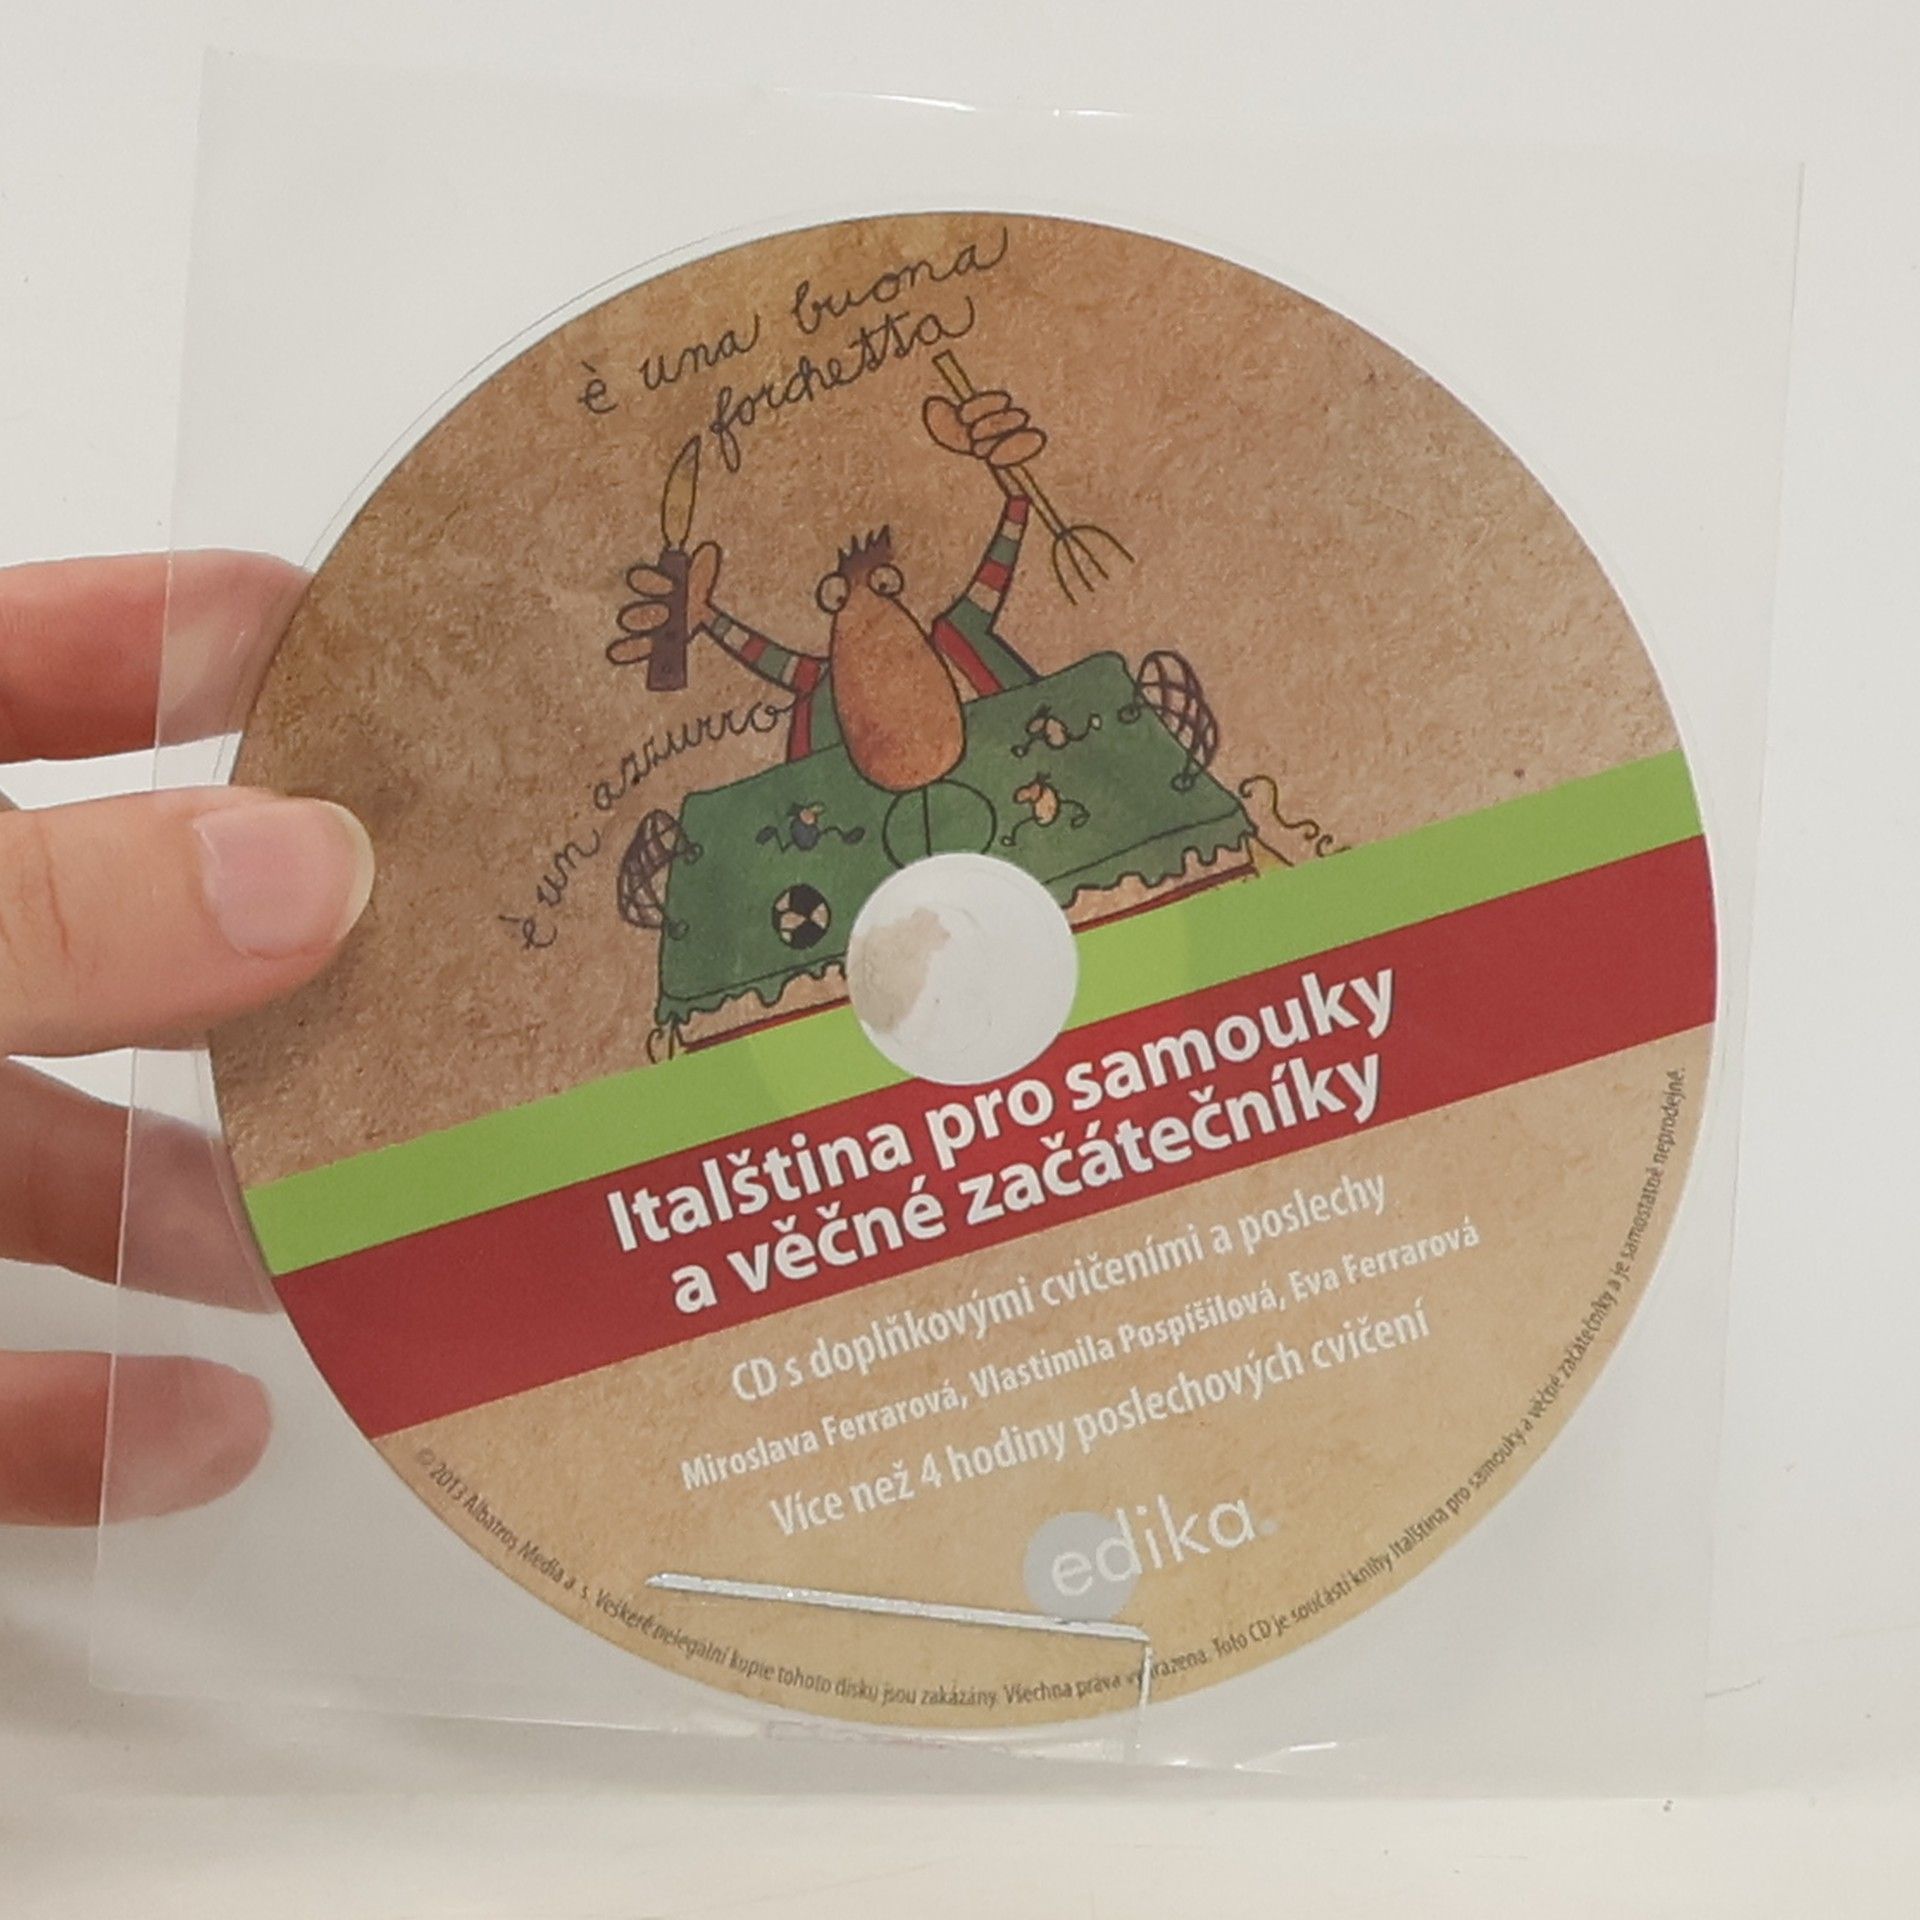 è una buona
forchetta
è un azzurro
Italština pro samouky
a věčné začátečníky
CD s doplňkovými cvičeními a poslechy
Miroslava Ferrarová, Vlastimila Pospíšilová, Eva Ferrarová
Více než 4 hodiny poslechových cvičení
edika.
© 2013 Albatros Media a. s. Veškeré nelegální kopie tohoto disku jsou zakázány. Všechna práva vyhrazena. Toto CD je součástí knihy Italština pro samouky a věčné začátečníky a je samostatně neprodejné.